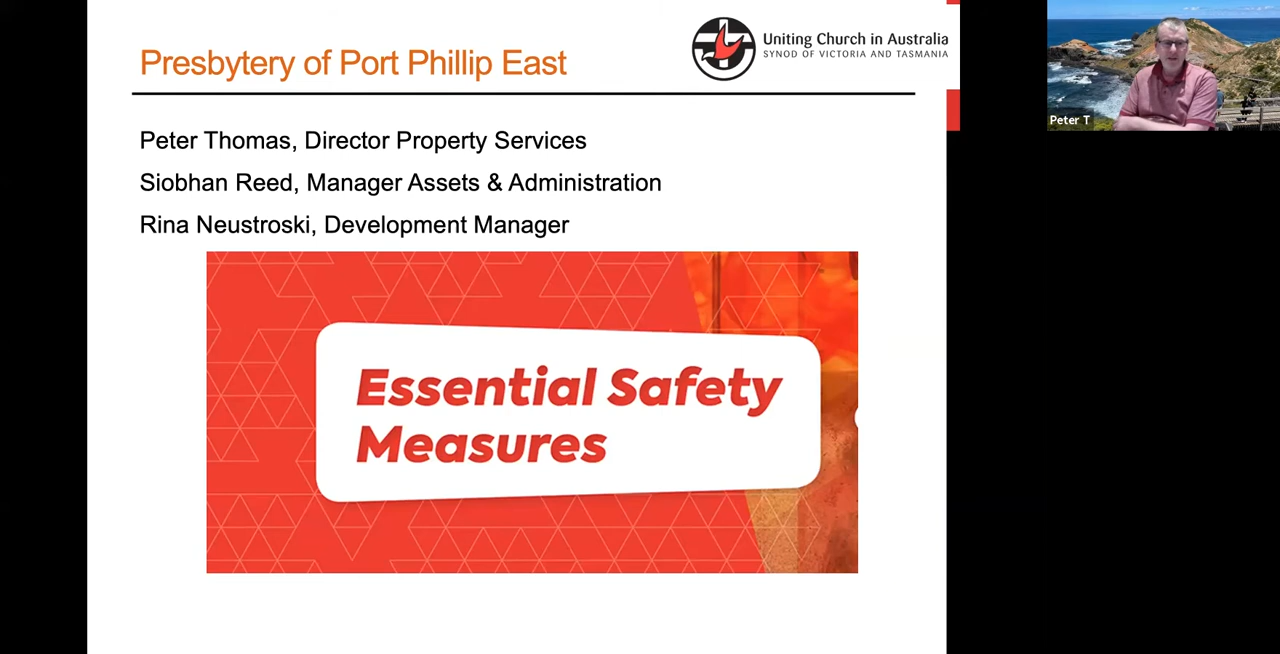 Presbytery of Port Phillip East
Uniting Church in Australia
SYNOD OF VICTORIA AND TASMANIA
Peter T
Peter Thomas, Director Property Services
Siobhan Reed, Manager Assets & Administration
Rina Neustroski, Development Manager
Essential Safety
Measures